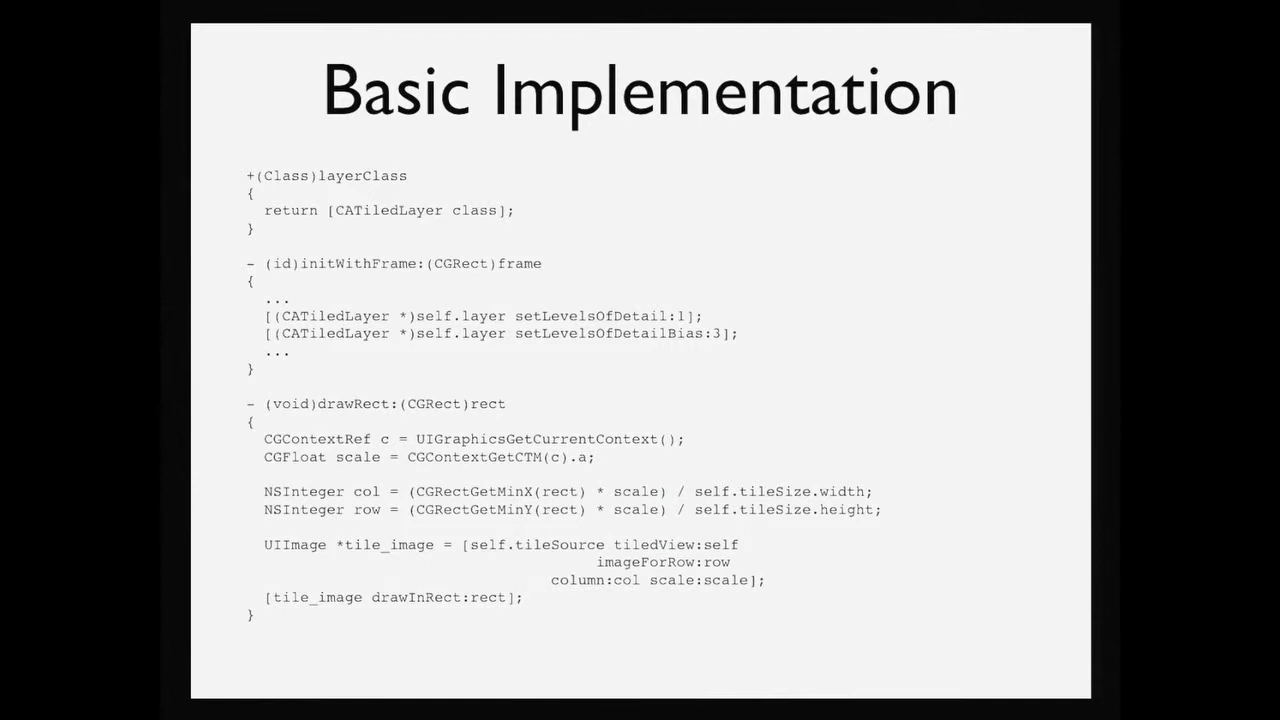 Basic Implementation
+(Class)layerClass
{
  return [CATiledLayer class];
}
- (id)initWithFrame:(CGRect)frame
{
  ...
  [(CATiledLayer *)self.layer setLevelsOfDetail:1];
  [(CATiledLayer *)self.layer setLevelsOfDetailBias:3];
  ...
}
- (void)drawRect:(CGRect)rect
{
  CGContextRef c = UIGraphicsGetCurrentContext();
  CGFloat scale = CGContextGetCTM(c).a;
  NSInteger col = (CGRectGetMinX(rect) * scale) / self.tileSize.width;
  NSInteger row = (CGRectGetMinY(rect) * scale) / self.tileSize.height;
  UIImage *tile_image = [self.tileSource tiledView:self
                                       imageForRow:row
                                  column:col scale:scale];
  [tile_image drawInRect:rect];
}